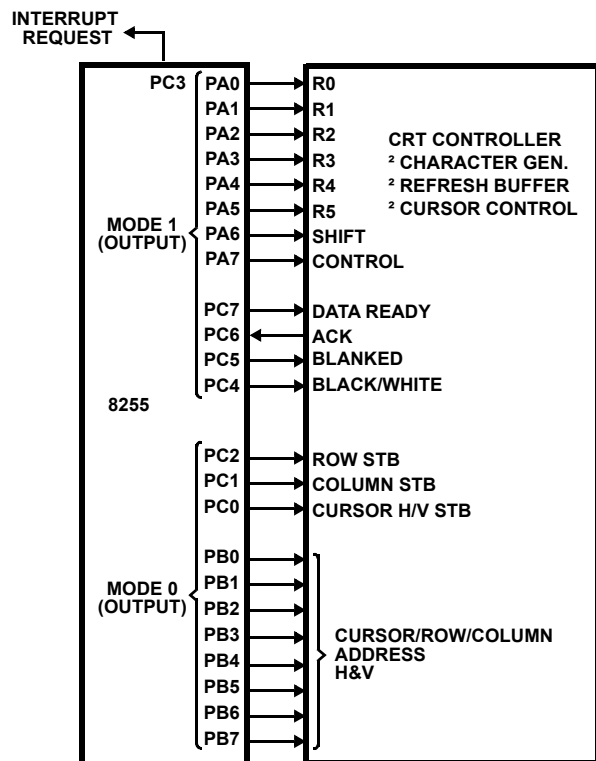 INTERRUPT
REQUEST
PC3 PA0 R0
PA1 R1
PA2 R2
PA3 R3
PA4 R4
PA5 R5
PA6 SHIFT
PA7 CONTROL
CRT CONTROLLER
² CHARACTER GEN.
² REFRESH BUFFER
² CURSOR CONTROL
MODE 1
(OUTPUT)
PC7 DATA READY
PC6 ACK
PC5 BLANKED
PC4 BLACK/WHITE
8255
PC2 ROW STB
PC1 COLUMN STB
PC0 CURSOR H/V STB
MODE 0
(OUTPUT)
PB0
PB1
PB2
PB3
PB4
PB5
PB6
PB7
CURSOR/ROW/COLUMN
ADDRESS
H&V